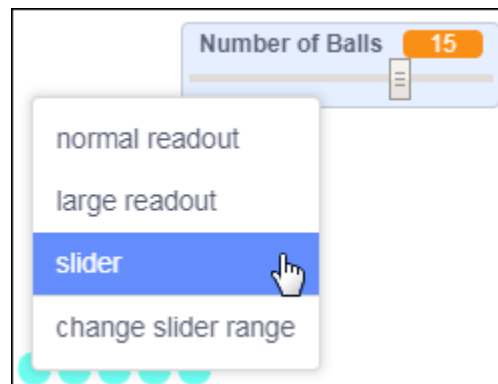 Number of Balls 15
normal readout
large readout
slider
change slider range